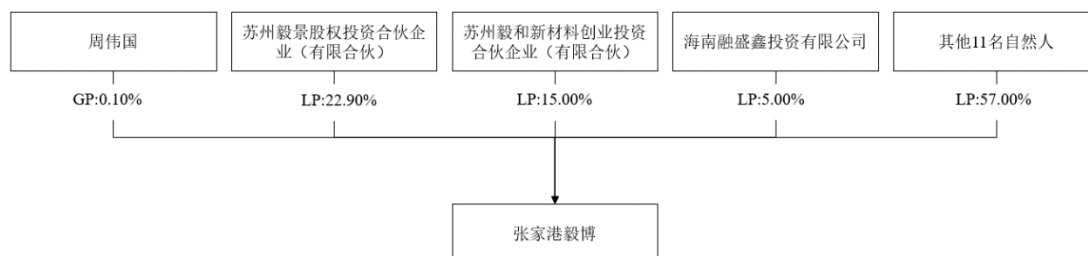 周伟国
苏州毅景股权投资合伙企
业（有限合伙）
苏州毅和新材料创业投资
合伙企业（有限合伙）
海南融盛鑫投资有限公司
其他11名自然人
GP:0.10%
LP:22.90%
LP:15.00%
LP:5.00%
LP:57.00%
张家港毅博